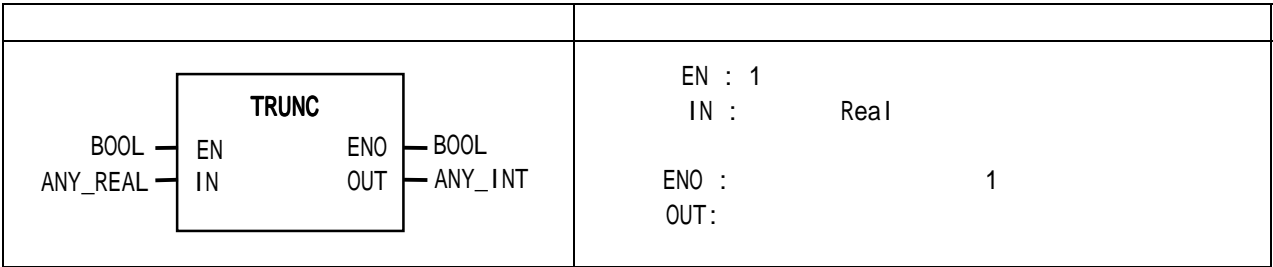 TRUNC
BOOL EN ENO BOOL
ANY_REAL IN OUT ANY_INT
EN : 1
IN : Real
ENO : 1
OUT: